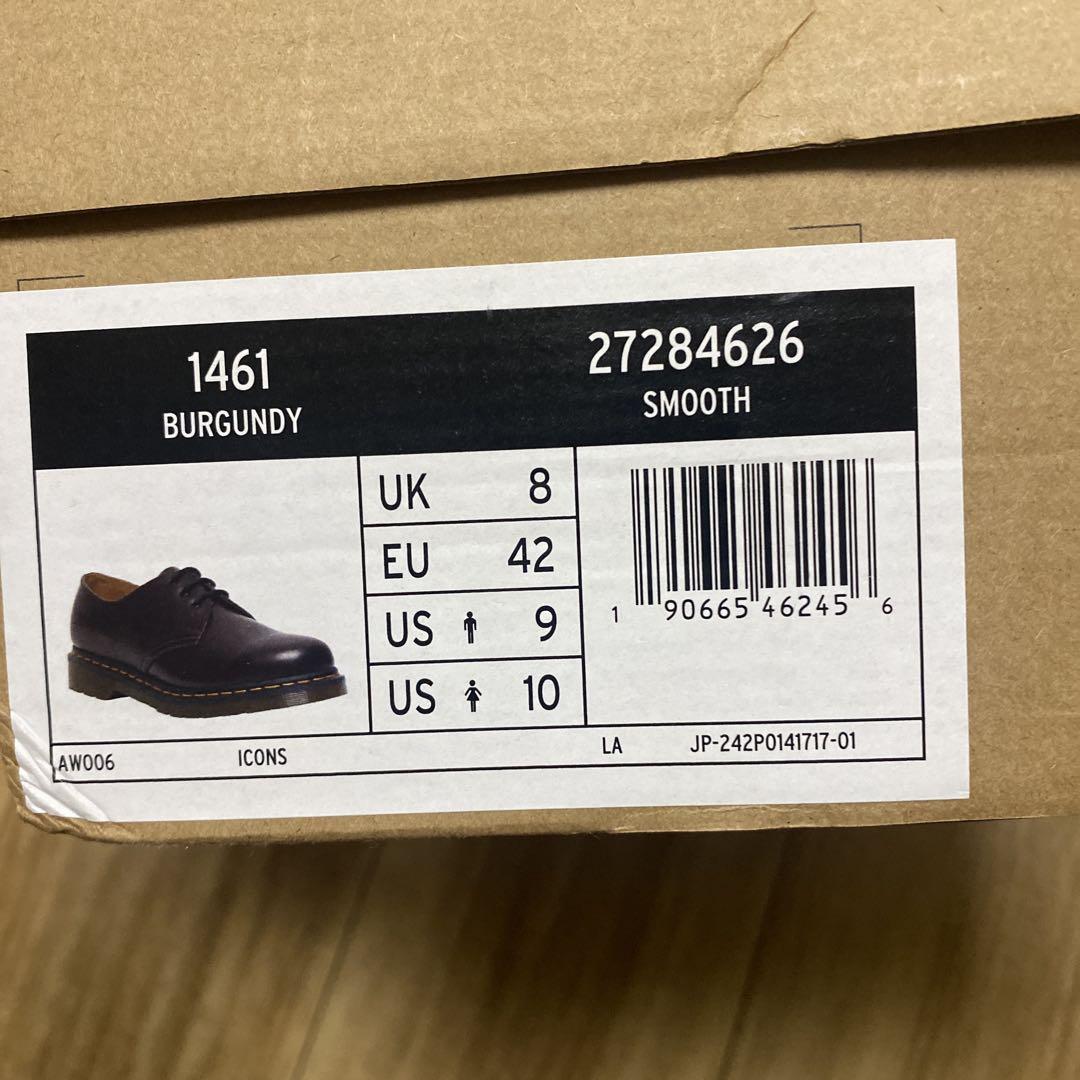 1461
BURGUNDY
27284626
SMOOTH
UK 8
EU 42
US 9
US 10
1 90665 46245 6
AW006 ICONS LA JP-242P0141717-01